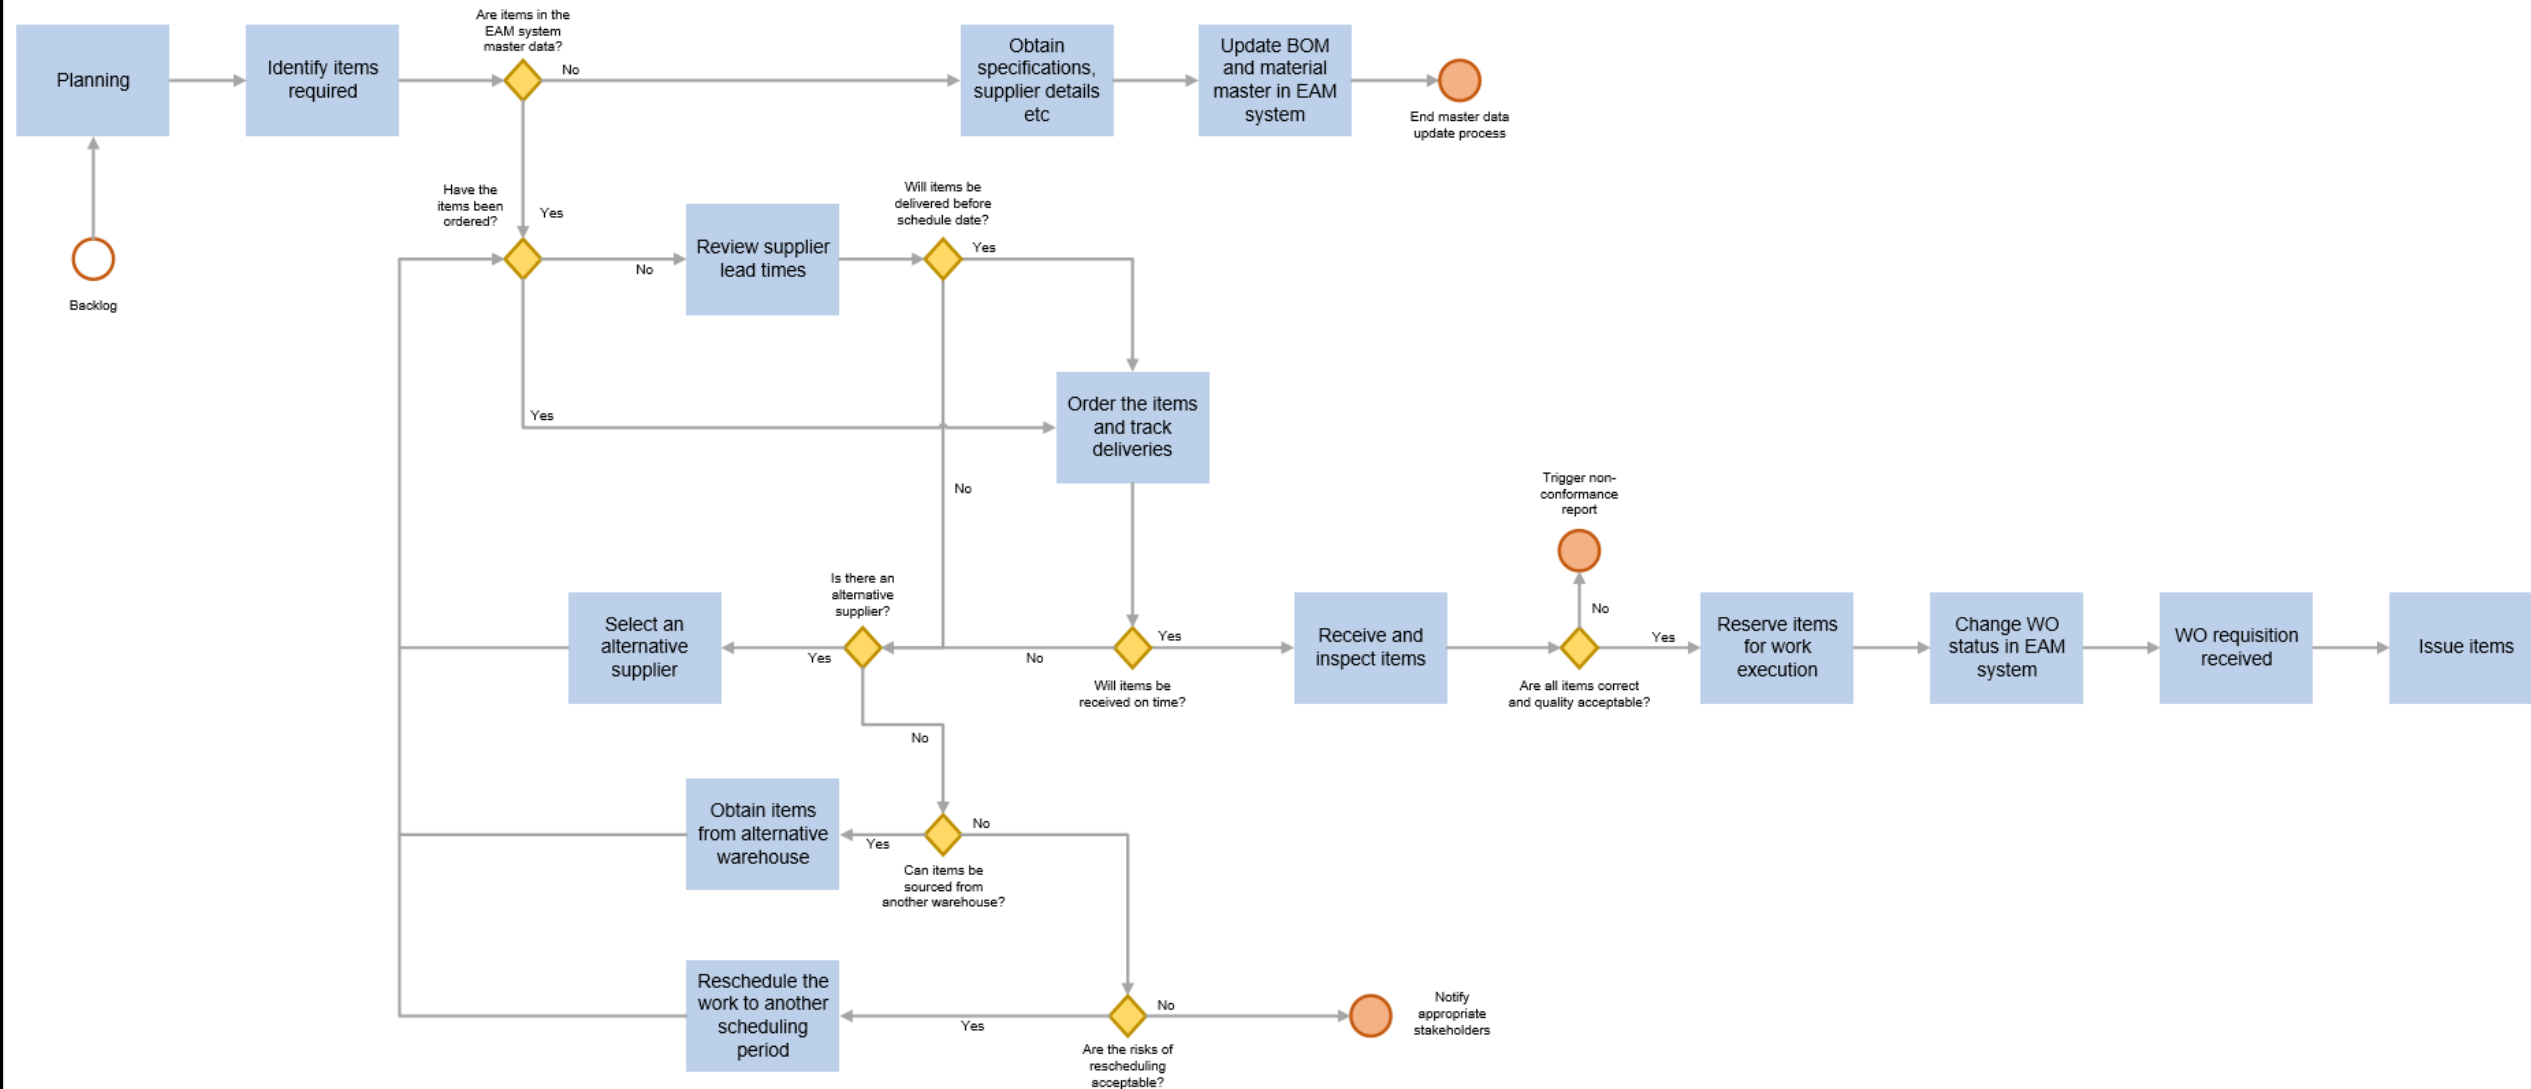 Are items in the
EAM system
master data?
Planning
Identify items
required
No
Obtain
specifications,
supplier details
etc
Update BOM
and material
master in EAM
system
End master data
update process
Have the
items been
ordered?
Yes
Will items be
delivered before
schedule date?
Yes
Review supplier
lead times
No
Backlog
Yes
Order the items
and track
deliveries
No
Trigger non-
conformance
report
Is there an
alternative
supplier?
No
Select an
alternative
supplier
Yes
No
Yes
Will items be
received on time?
Receive and
inspect items
Yes
Are all items correct
and quality acceptable?
Reserve items
for work
execution
Change WO
status in EAM
system
WO requisition
received
Issue items
No
Obtain items
from alternative
warehouse
Yes
No
Can items be
sourced from
another warehouse?
Reschedule the
work to another
scheduling
period
Yes
No
Notify
appropriate
stakeholders
Are the risks of
rescheduling
acceptable?